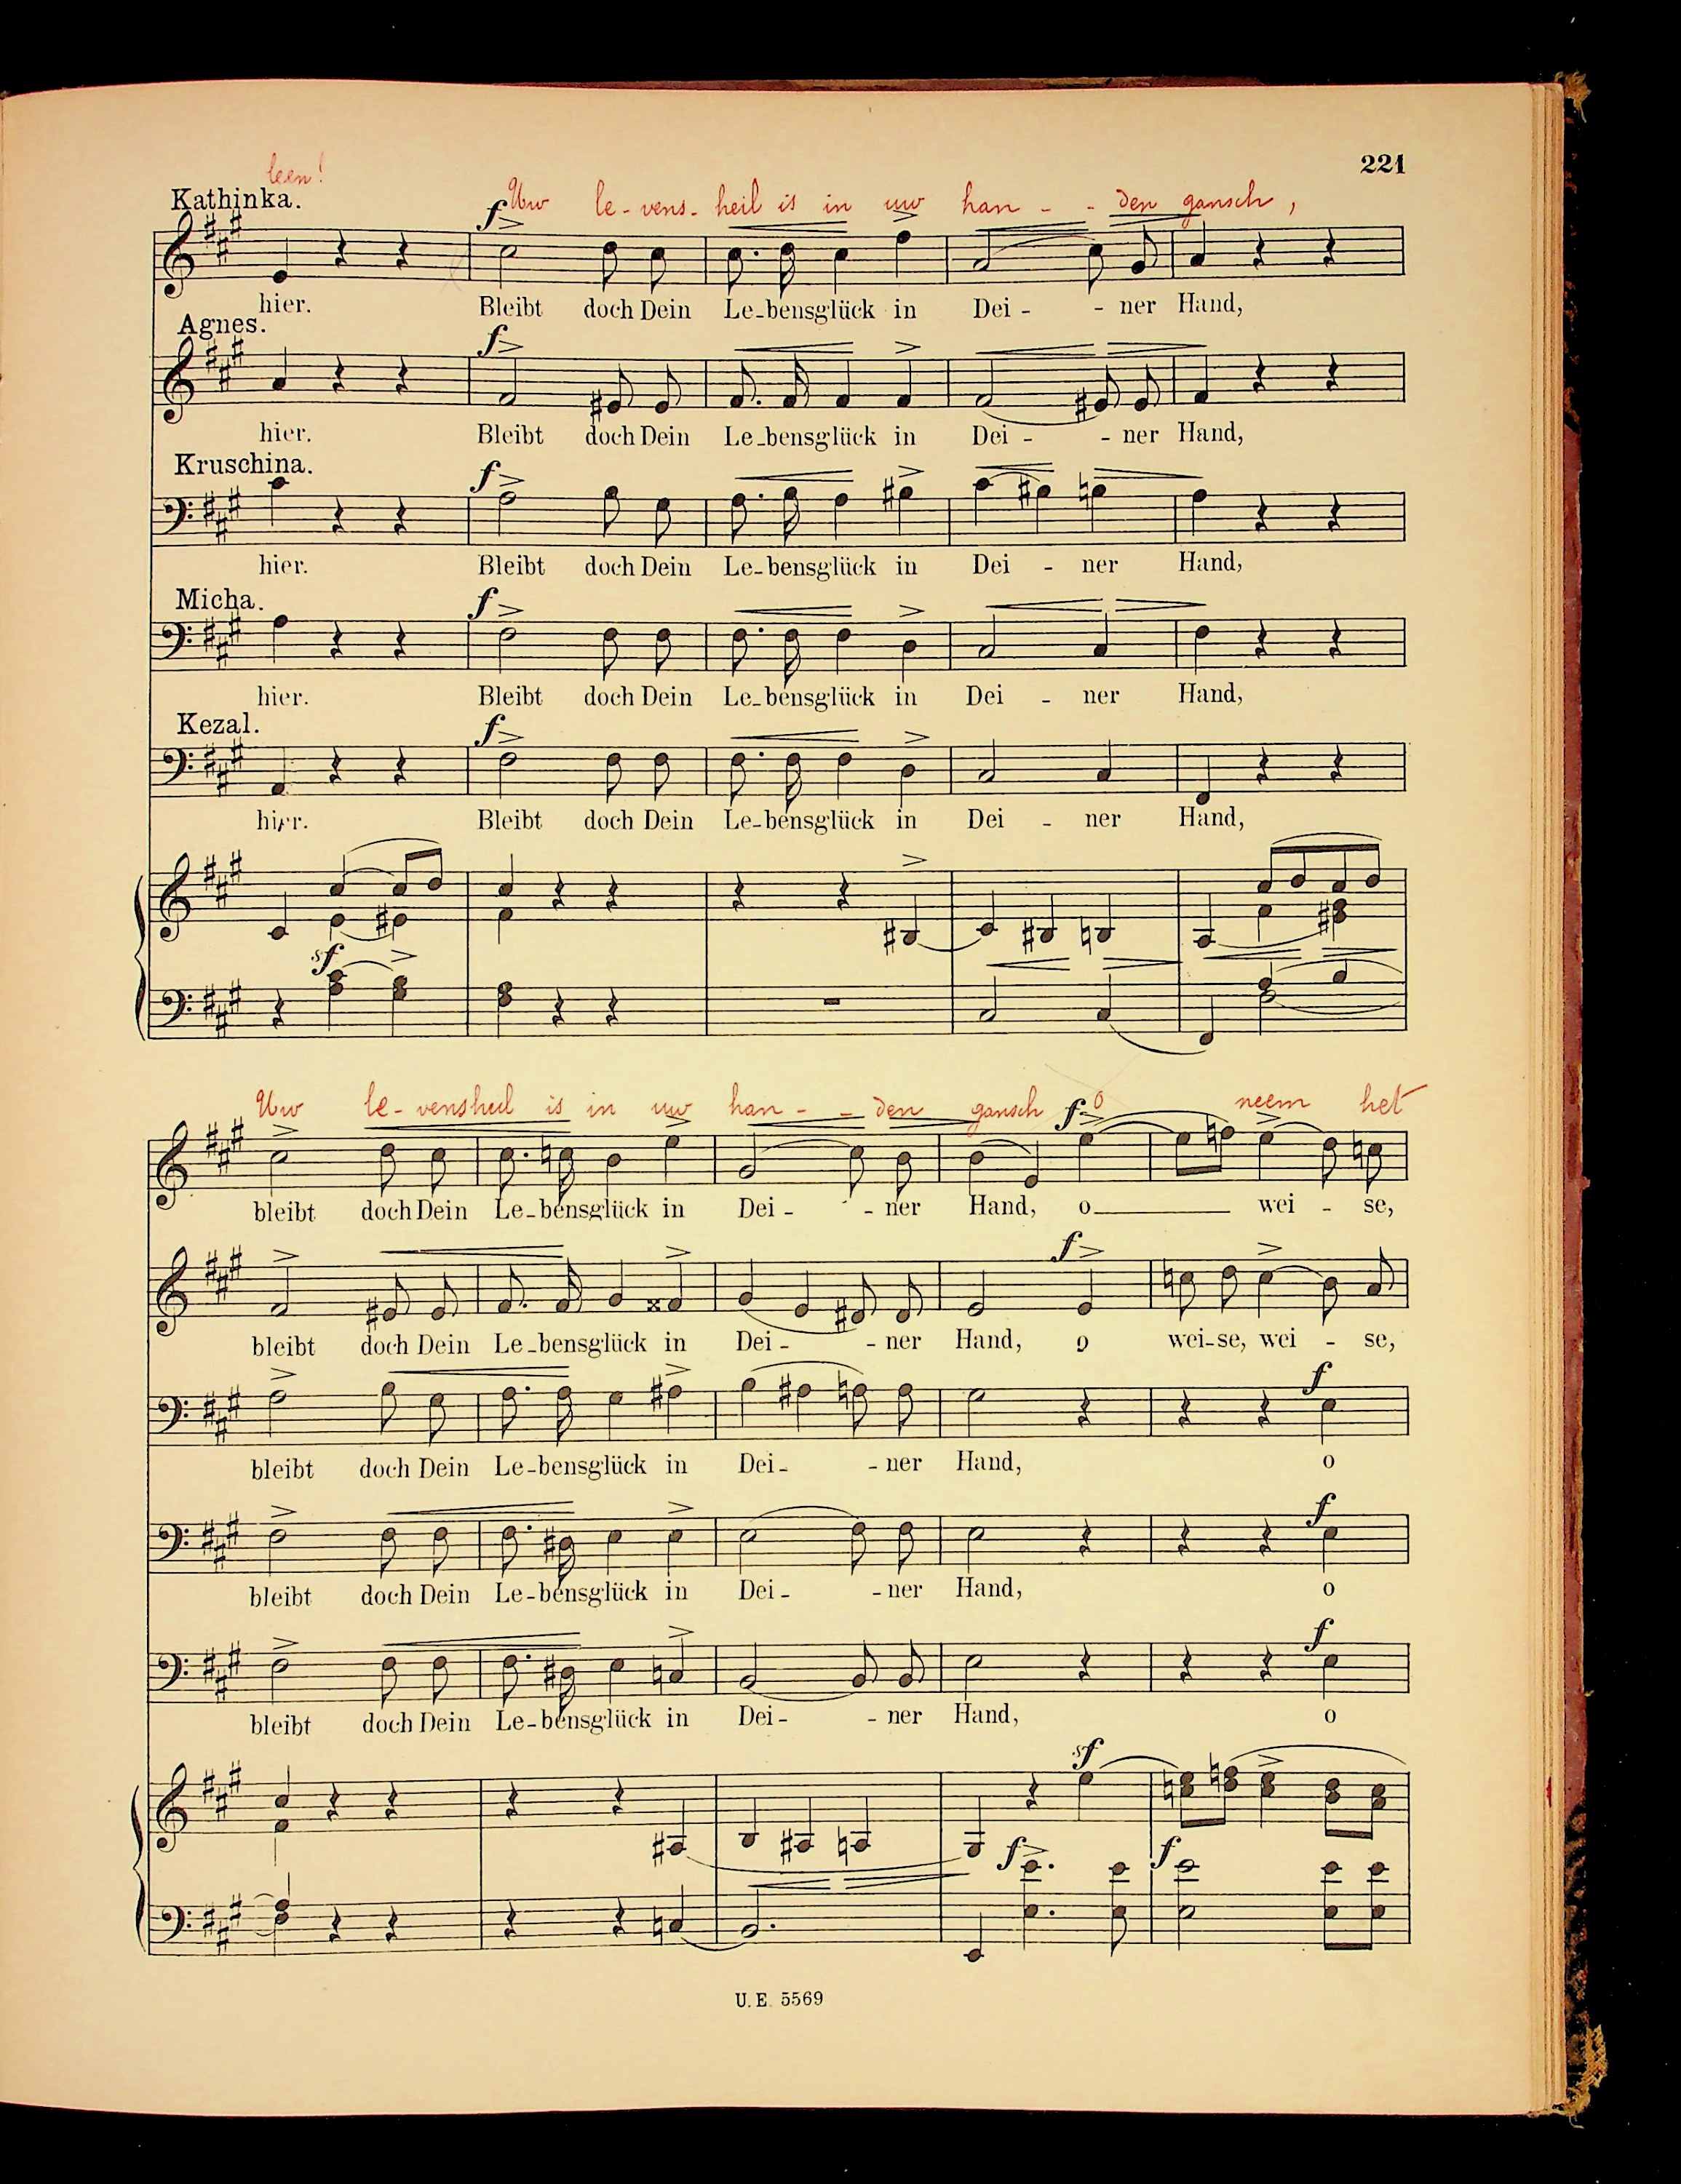 221
leen!
Kathinka.
f Uw le-vens-heil is in uw han - - den gansch,
hier. Bleibt doch Dein Le-bensglück in Dei - - ner Hand,
Agnes.
f
hier. Bleibt doch Dein Le-bensglück in Dei - - ner Hand,
Kruschina.
f
hier. Bleibt doch Dein Le-bensglück in Dei - ner Hand,
Micha.
f
hier. Bleibt doch Dein Le-bensglück in Dei - ner Hand,
Kezal.
f
hier. Bleibt doch Dein Le-bensglück in Dei - ner Hand,
sf
Uw le-vensheil is in uw han - - den gansch f o neem het
bleibt doch Dein Le-bensglück in Dei - - ner Hand, o wei - se,
f
bleibt doch Dein Le-bensglück in Dei - - ner Hand, o wei-se, wei - se,
f
bleibt doch Dein Le-bensglück in Dei - - ner Hand, o
f
bleibt doch Dein Le-bensglück in Dei - - ner Hand, o
f
bleibt doch Dein Le-bensglück in Dei - - ner Hand, o
sf
f f
U. E. 5569